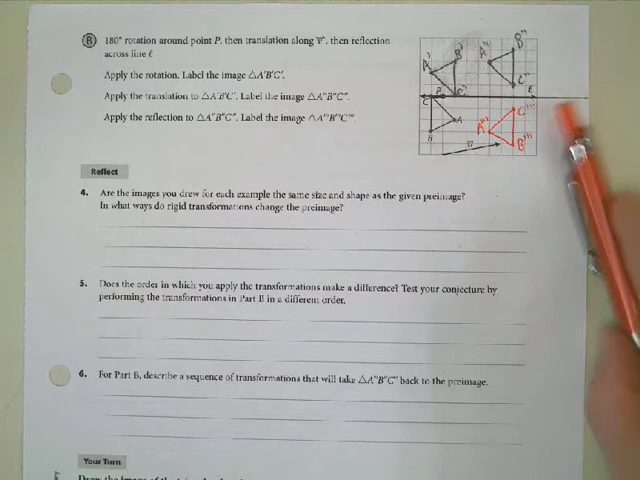 B 180° rotation around point P, then translation along v⃗, then reflection
across line ℓ
Apply the rotation. Label the image △A′B′C′.
Apply the translation to △A′B′C′. Label the image △A″B″C″.
Apply the reflection to △A″B″C″. Label the image △A‴B‴C‴.
A′ B′ A″ B″
C″ ℓ
P C′
C
A
B
C‴
A‴
B‴
v
Reflect
4. Are the images you drew for each example the same size and shape as the given preimage?
In what ways do rigid transformations change the preimage?
5. Does the order in which you apply the transformations make a difference? Test your conjecture by
performing the transformations in Part B in a different order.
6. For Part B, describe a sequence of transformations that will take △A″B″C″ back to the preimage.
Your Turn
Draw the image of the